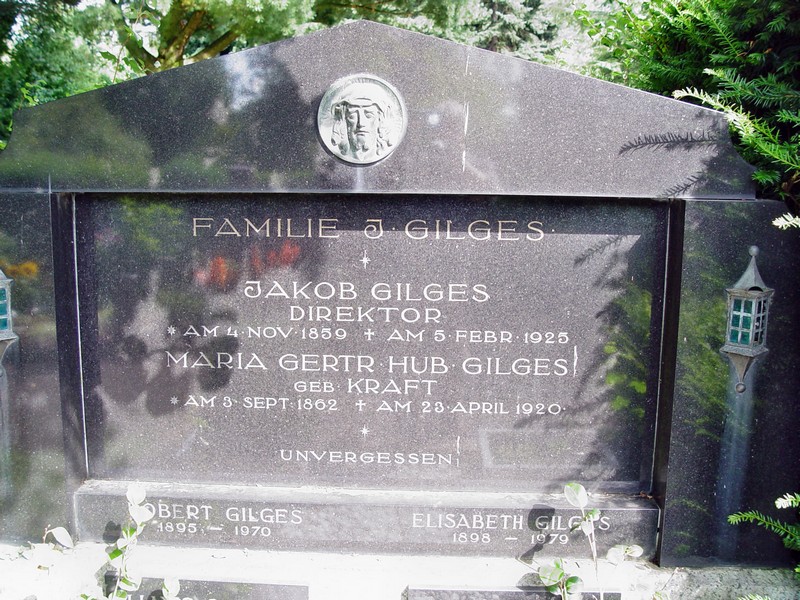 FAMILIE J·GILGES·
JAKOB GILGES
DIREKTOR
* AM 4·NOV·1859 † AM 5 FEBR·1925
MARIA GERTR·HUB·GILGES
GEB·KRAFT
* AM 3·SEPT·1862 † AM 23·APRIL 1920·
UNVERGESSEN
OBERT GILGES
1895 – 1970
ELISABETH GILGES
1898 – 1979